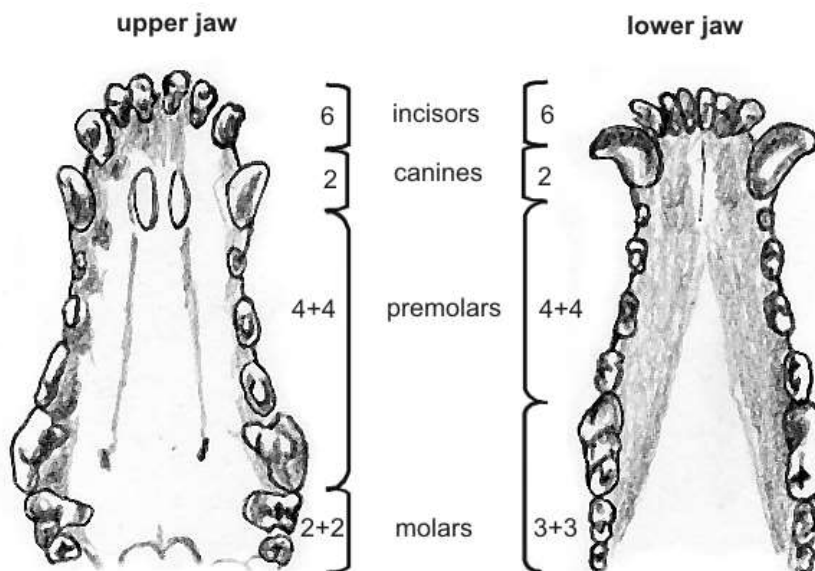 upper jaw lower jaw
6 incisors 6
2 canines 2
4+4 premolars 4+4
2+2 molars 3+3